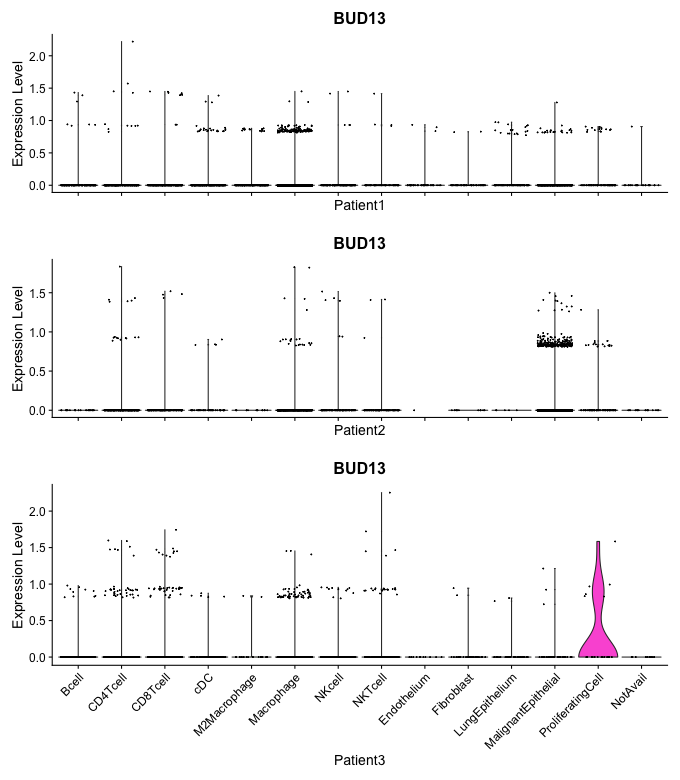 BUD13
Expression Level
2.0
1.5
1.0
0.5
0.0
Patient1
BUD13
Expression Level
1.5
1.0
0.5
0.0
Patient2
BUD13
Expression Level
2.0
1.5
1.0
0.5
0.0
Bcell
CD4Tcell
CD8Tcell
cDC
M2Macrophage
Macrophage
NKcell
NKTcell
Endothelium
Fibroblast
LungEpithelium
MalignantEpithelial
ProliferatingCell
NotAvail
Patient3